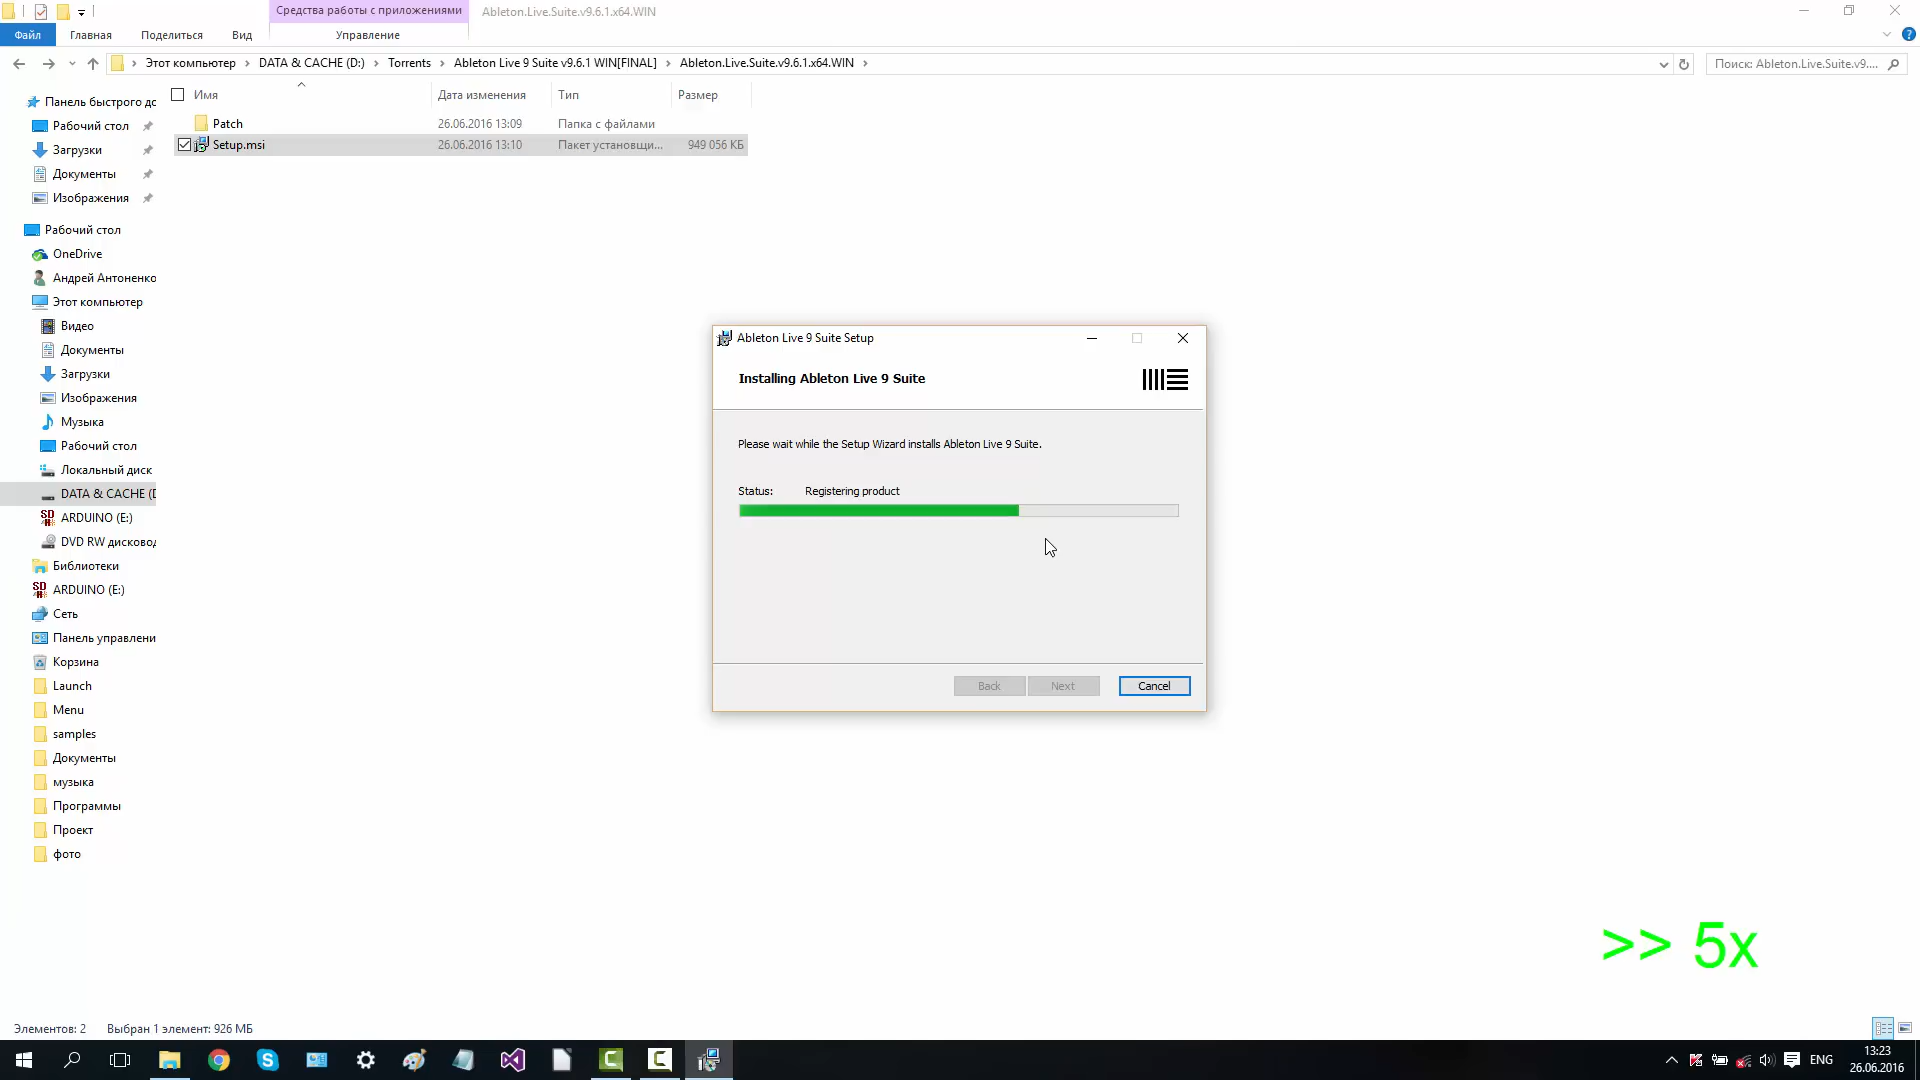 Средства работы с приложениями
Ableton.Live.Suite.v9.6.1.x64.WIN
Файл
Главная
Поделиться
Вид
Управление
Этот компьютер
DATA & CACHE (D:)
Torrents
Ableton Live 9 Suite v9.6.1 WIN[FINAL]
Ableton.Live.Suite.v9.6.1.x64.WIN
Поиск: Ableton.Live.Suite.v9....
Имя
Дата изменения
Тип
Размер
Patch
26.06.2016 13:09
Папка с файлами
Setup.msi
26.06.2016 13:10
Пакет установщи...
949 056 КБ
Панель быстрого дс
Рабочий стол
Загрузки
Документы
Изображения
Рабочий стол
OneDrive
Андрей Антоненко
Этот компьютер
Видео
Документы
Загрузки
Изображения
Музыка
Рабочий стол
Локальный диск
DATA & CACHE (D
ARDUINO (E:)
DVD RW дисковод
Библиотеки
ARDUINO (E:)
Сеть
Панель управлени
Корзина
Launch
Menu
samples
Документы
музыка
Программы
Проект
фото
Ableton Live 9 Suite Setup
Installing Ableton Live 9 Suite
Please wait while the Setup Wizard installs Ableton Live 9 Suite.
Status:
Registering product
Back
Next
Cancel
>> 5x
Элементов: 2
Выбран 1 элемент: 926 МБ
ENG
13:23
26.06.2016